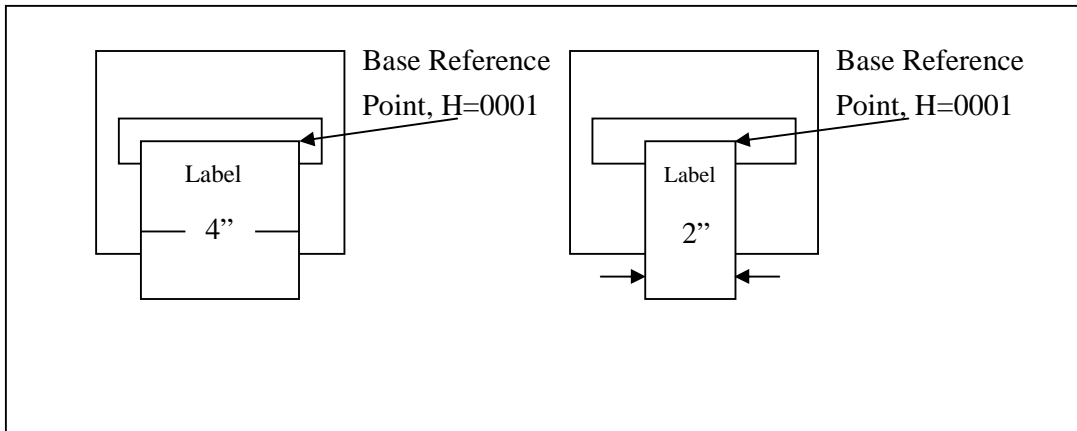 Base Reference
Point, H=0001
Label
4”
Base Reference
Point, H=0001
Label
2”